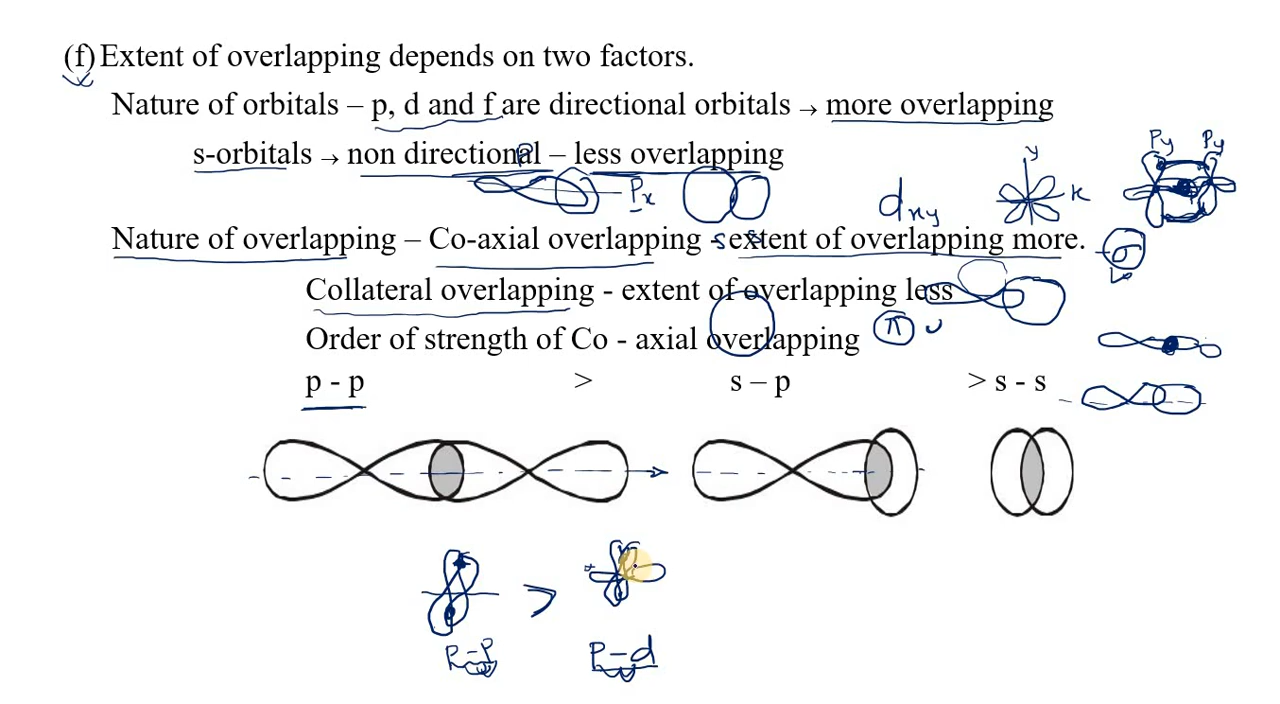 (f) Extent of overlapping depends on two factors.
Nature of orbitals – p, d and f are directional orbitals → more overlapping
s-orbitals → non directional – less overlapping
Py Py
y
x
Px
dxy
Nature of overlapping – Co-axial overlapping - extent of overlapping more.
s s
σ
Collateral overlapping - extent of overlapping less
π
Order of strength of Co - axial overlapping
p - p > s – p > s - s
>
P-P P-d